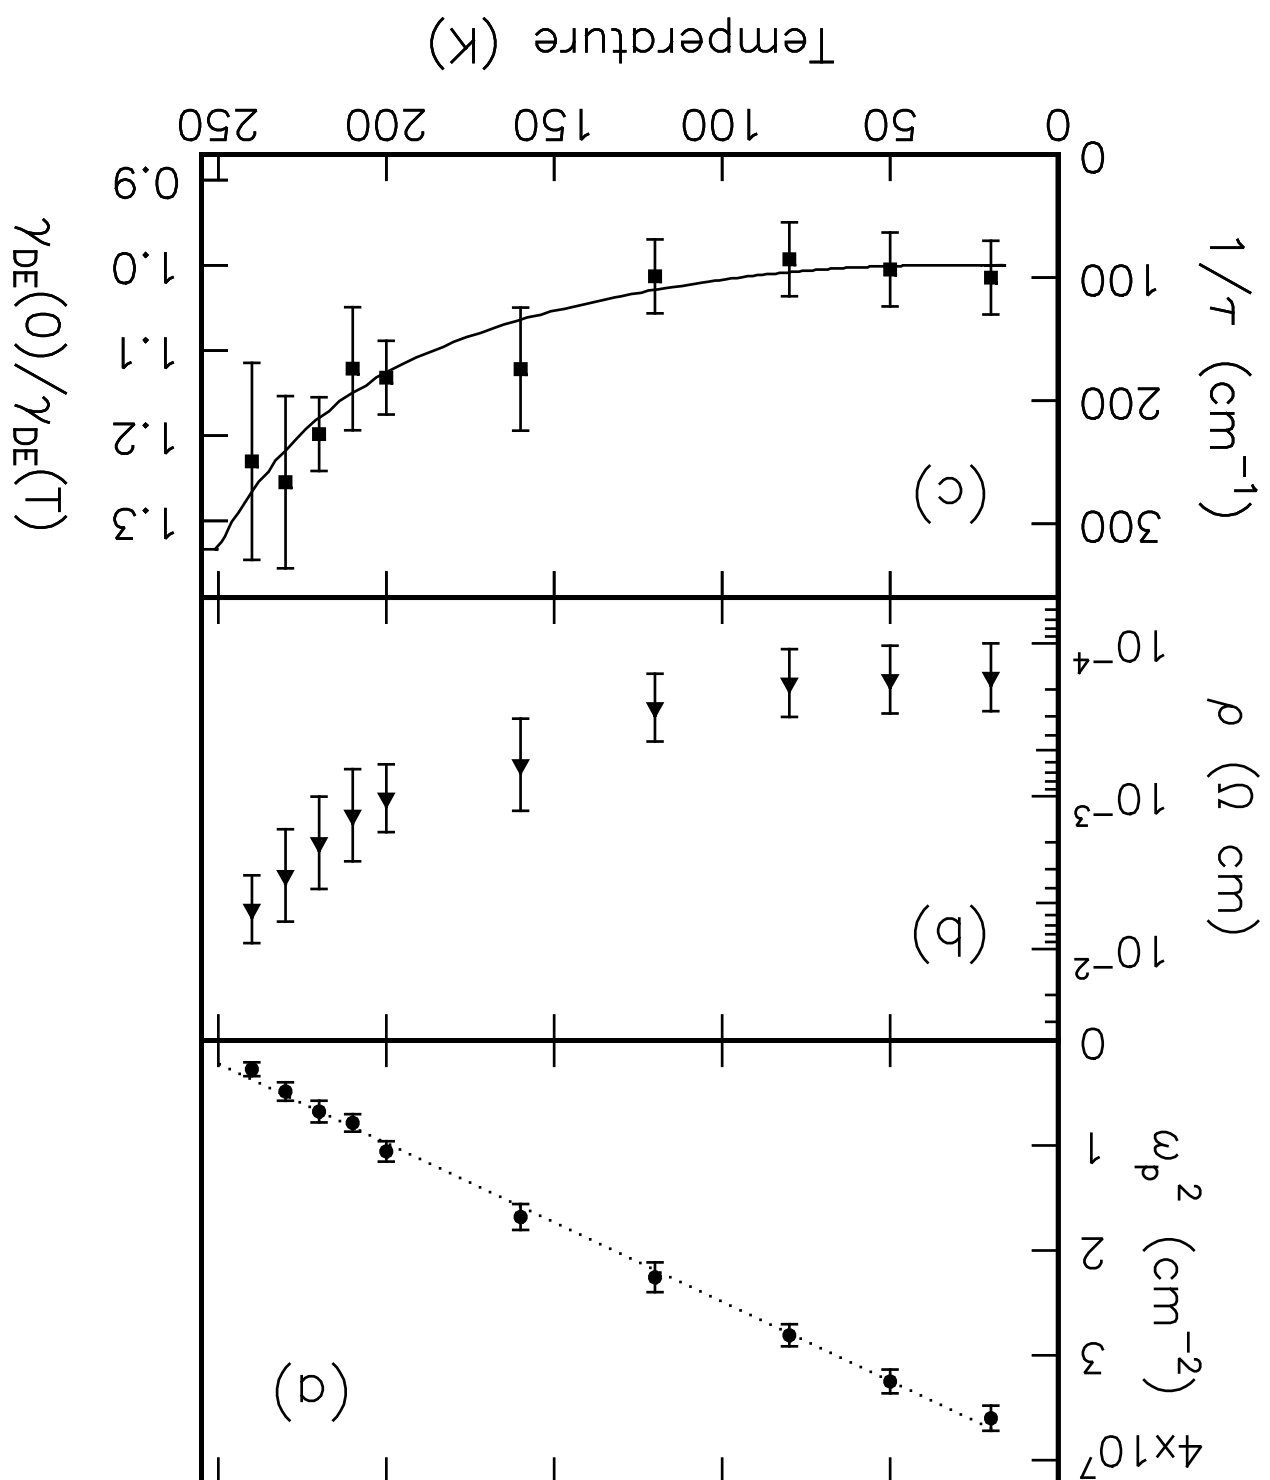 4x10⁷
3
2
1
0
ωp² (cm⁻²)
(a)
10⁻²
10⁻³
10⁻⁴
ρ (Ω cm)
(b)
300
200
100
0
1/τ (cm⁻¹)
(c)
1.3
1.2
1.1
1.0
0.9
γDE(0)/γDE(T)
0 50 100 150 200 250
Temperature (K)